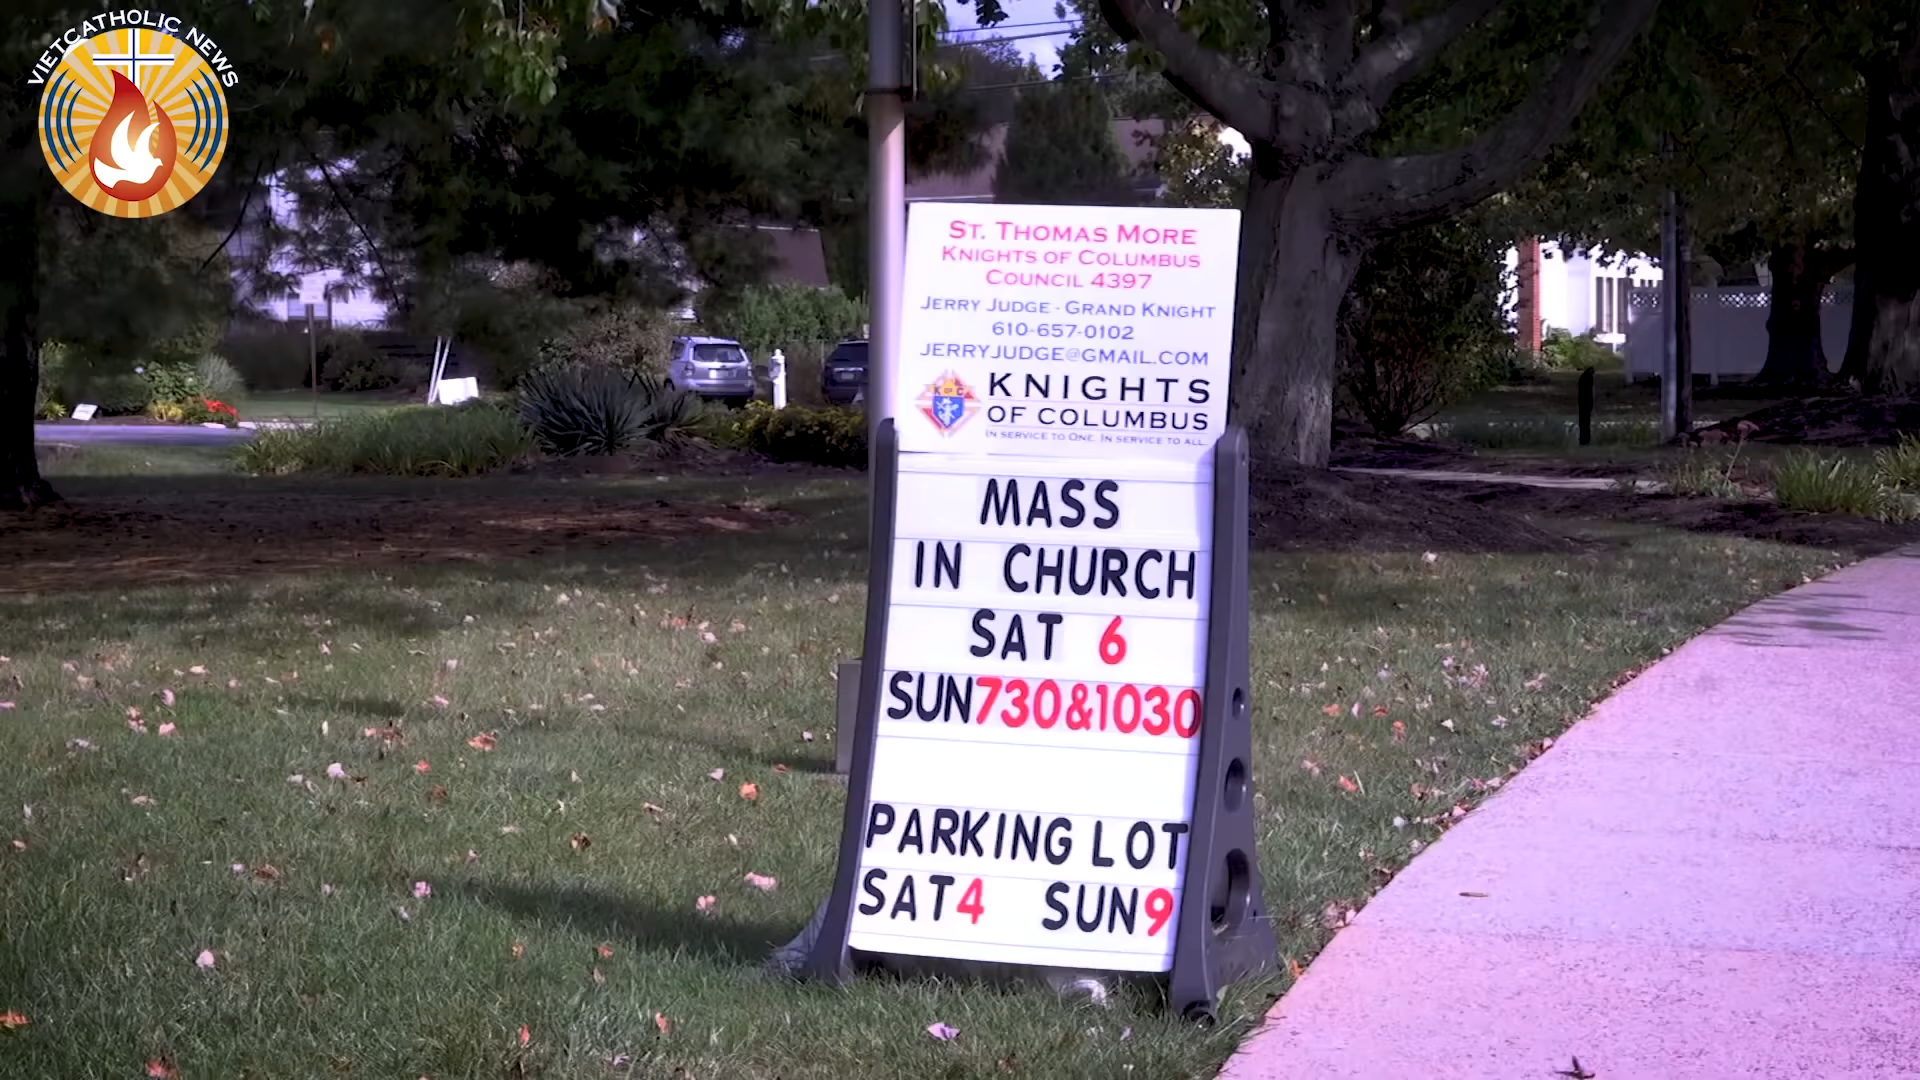 VIETCATHOLIC NEWS
ST. THOMAS MORE
KNIGHTS OF COLUMBUS
COUNCIL 4397
JERRY JUDGE - GRAND KNIGHT
610-657-0102
JERRYJUDGE@GMAIL.COM
K OF C
KNIGHTS
OF COLUMBUS
IN SERVICE TO ONE. IN SERVICE TO ALL.
MASS
IN CHURCH
SAT 6
SUN730&1030
PARKING LOT
SAT4 SUN9